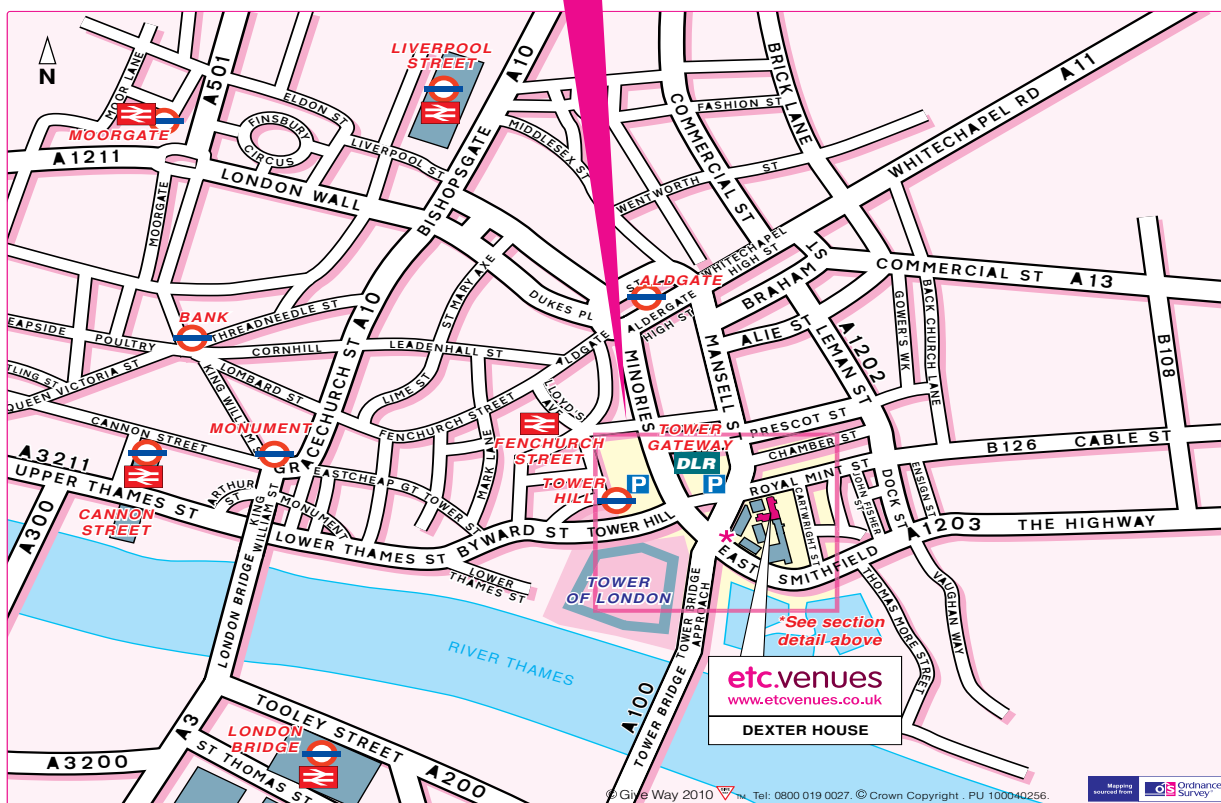 N
MOOR LANE
A501
ELDON ST
LIVERPOOL
STREET
A10
BRICK LANE
A11
WHITECHAPEL RD
MOORGATE
FINSBURY
CIRCUS
LIVERPOOL ST
BISHOPSGATE
MIDDLESEX ST
COMMERCIAL ST
FASHION ST
A1211
LONDON WALL
MOORGATE
WENTWORTH
ST
ST MARY AXE
DUKES PL
ALDGATE
ST
WHITECHAPEL
HIGH ST
ALDERGATE
HIGH ST
BRAHAM ST
COMMERCIAL ST
A13
BANK
THREADNEEDLE ST
A10
EAPSIDE
POULTRY
CORNHILL
LEADENHALL ST
ALDGATE
MINORIES
MANSELL S
ALIE ST
LEMAN ST
A1202
GOWER'S WK
BACK CHURCH LANE
B108
TLING ST
QUEEN VICTORIA ST
KING WILLM
LOMBARD ST
GRACECHURCH ST
LIME ST
FENCHURCH STREET
LLOYD'S
AVE
MARK LANE
CANNON STREET
MONUMENT
FENCHURCH
STREET
TOWER
GATEWAY
DLR
PRESCOT ST
CHAMBER ST
B126
CABLE ST
A3211
UPPER THAMES ST
CANNON
STREET
ARTHUR
ST
KING
WILLIAM ST
MONUMENT
EASTCHEAP
GT TOWER ST
TOWER
HILL
P
P
ROYAL MINT ST
CARTWRIGHT ST
JOHN FISHER
ST
DOCK ST
ENSIGN ST
A300
LOWER THAMES ST
BYWARD ST
TOWER HILL
*
EAST SMITHFIELD
A1203
THE HIGHWAY
LOWER
THAMES ST
TOWER
OF LONDON
TOWER BRIDGE
APPROACH
THOMAS MORE STREET
VAUGHAN WAY
*See section
detail above
LONDON BRIDGE
RIVER THAMES
A100
TOWER BRIDGE
etc.venues
www.etcvenues.co.uk
DEXTER HOUSE
A3
TOOLEY STREET
LONDON
BRIDGE
ST THOMAS ST
A3200
A200
© Give Way 2010 TM Tel: 0800 019 0027. © Crown Copyright . PU 100040256.
Mapping
sourced from
OS Ordnance
Survey